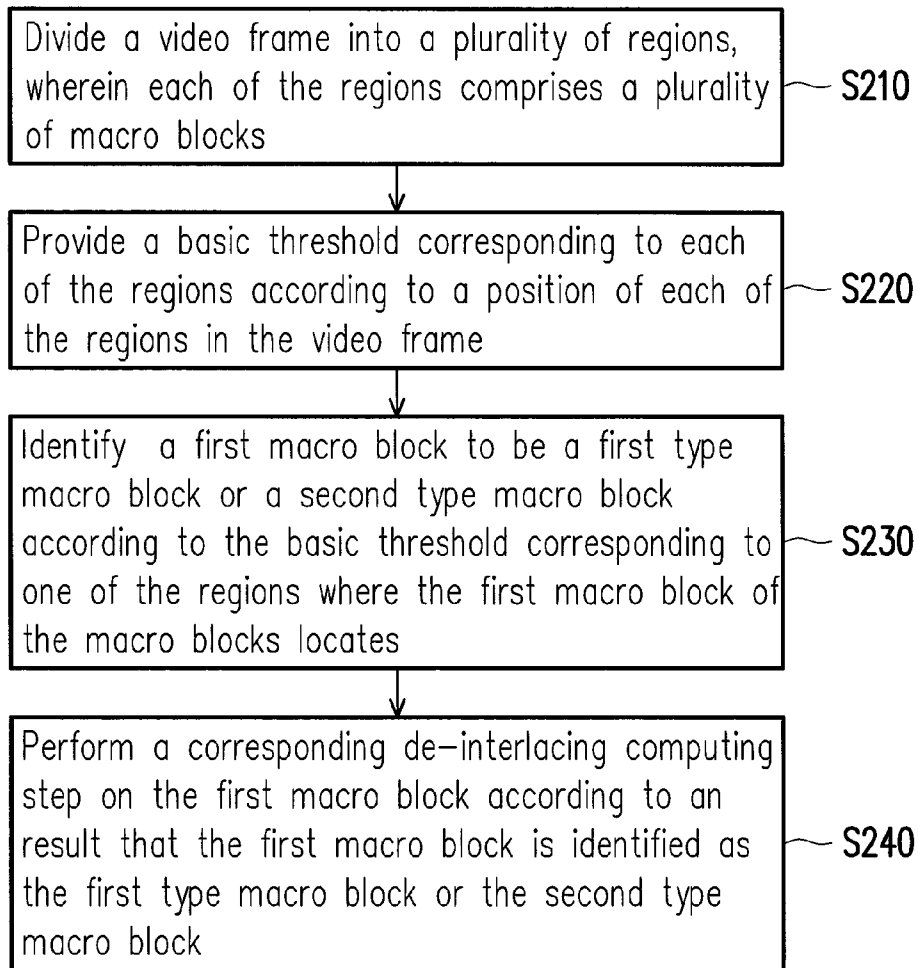 Divide a video frame into a plurality of regions,
wherein each of the regions comprises a plurality
of macro blocks
S210
Provide a basic threshold corresponding to each
of the regions according to a position of each of
the regions in the video frame
S220
Identify a first macro block to be a first type
macro block or a second type macro block
according to the basic threshold corresponding to
one of the regions where the first macro block of
the macro blocks locates
S230
Perform a corresponding de-interlacing computing
step on the first macro block according to an
result that the first macro block is identified as
the first type macro block or the second type
macro block
S240